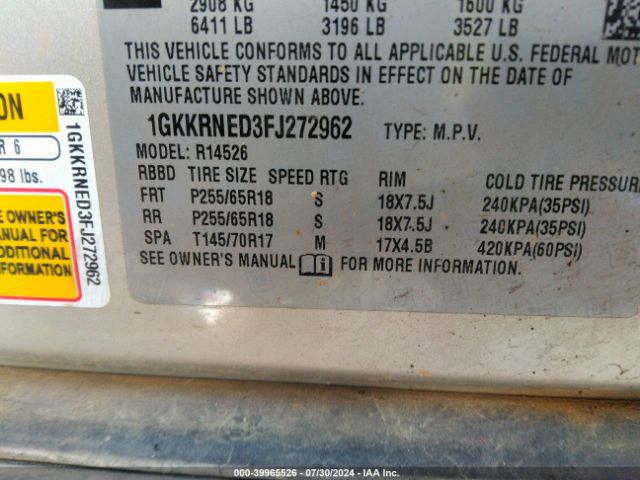 2908 KG 1450 KG 1600 KG
6411 LB 3196 LB 3527 LB
THIS VEHICLE CONFORMS TO ALL APPLICABLE U.S. FEDERAL MOT
VEHICLE SAFETY STANDARDS IN EFFECT ON THE DATE OF
MANUFACTURE SHOWN ABOVE.
1GKKRNED3FJ272962 TYPE: M.P.V.
MODEL: R14526
RBBD TIRE SIZE SPEED RTG RIM COLD TIRE PRESSUR
FRT P255/65R18 S 18X7.5J 240KPA(35PSI)
RR P255/65R18 S 18X7.5J 240KPA(35PSI)
SPA T145/70R17 M 17X4.5B 420KPA(60PSI)
SEE OWNER'S MANUAL FOR MORE INFORMATION.
ON
R 6
98 lbs.
E OWNER'S
ANUAL FOR
DDITIONAL
ORMATION
1GKKRNED3FJ272962
000-39965526 / 07/30/2024 - IAA Inc.